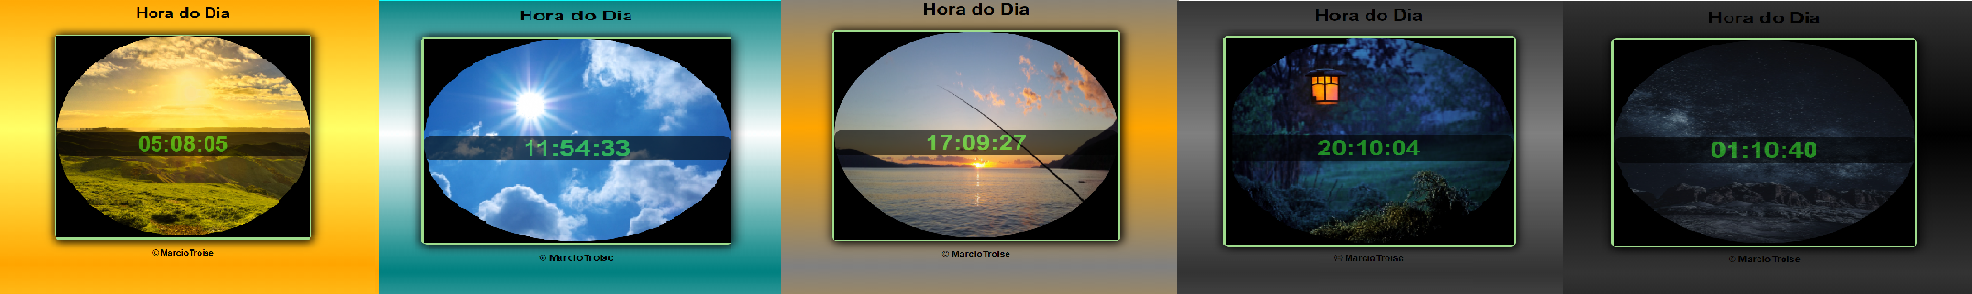 Hora do Dia
05:08:05
© MarcioTroise
Hora do Dia
11:54:33
© MarcioTroise
Hora do Dia
17:09:27
© MarcioTroise
Hora do Dia
20:10:04
© MarcioTroise
Hora do Dia
01:10:40
© MarcioTroise